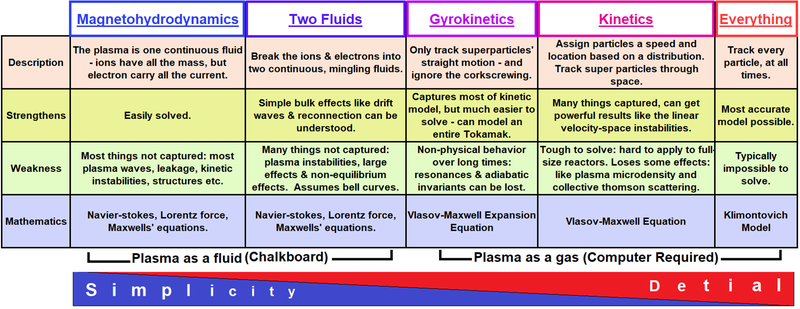 Magnetohydrodynamics
Two Fluids
Gyrokinetics
Kinetics
Everything
Description
The plasma is one continuous fluid
- ions have all the mass, but
electron carry all the current.
Break the ions & electrons into
two continuous, mingling fluids.
Only track superparticles'
straight motion - and
ignore the corkscrewing.
Assign particles a speed and
location based on a distribution.
Track super particles through
space.
Track every
particle, at all
times.
Strengthens
Easily solved.
Simple bulk effects like drift
waves & reconnection can be
understood.
Captures most of kinetic
model, but much easier to
solve - can model an
entire Tokamak.
Many things captured, can get
powerful results like the linear
velocity-space instabilities.
Most accurate
model possible.
Weakness
Most things not captured: most
plasma waves, leakage, kinetic
instabilities, structures etc.
Many things not captured:
plasma instabilities, large
effects & non-equilibrium
effects. Assumes bell curves.
Non-physical behavior
over long times:
resonances & adiabatic
invariants can be lost.
Tough to solve: hard to apply to full-
size reactors. Loses some effects:
like plasma microdensity and
collective thomson scattering.
Typically
impossible to
solve.
Mathematics
Navier-stokes, Lorentz force,
Maxwells' equations.
Navier-stokes, Lorentz force,
Maxwells' equations.
Vlasov-Maxwell Expansion
Equation
Vlasov-Maxwell Equation
Klimontovich
Model
Plasma as a fluid (Chalkboard)
Plasma as a gas (Computer Required)
Simplicity
Detial